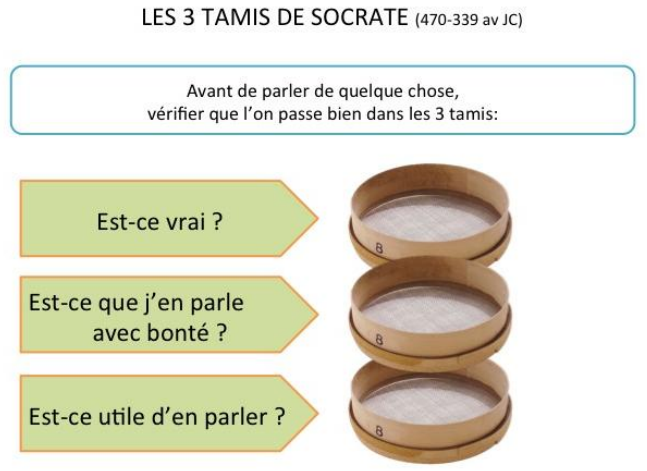 LES 3 TAMIS DE SOCRATE (470-339 av JC)
Avant de parler de quelque chose,
vérifier que l’on passe bien dans les 3 tamis:
Est-ce vrai ?
B
Est-ce que j’en parle
avec bonté ?
B
Est-ce utile d’en parler ?
B